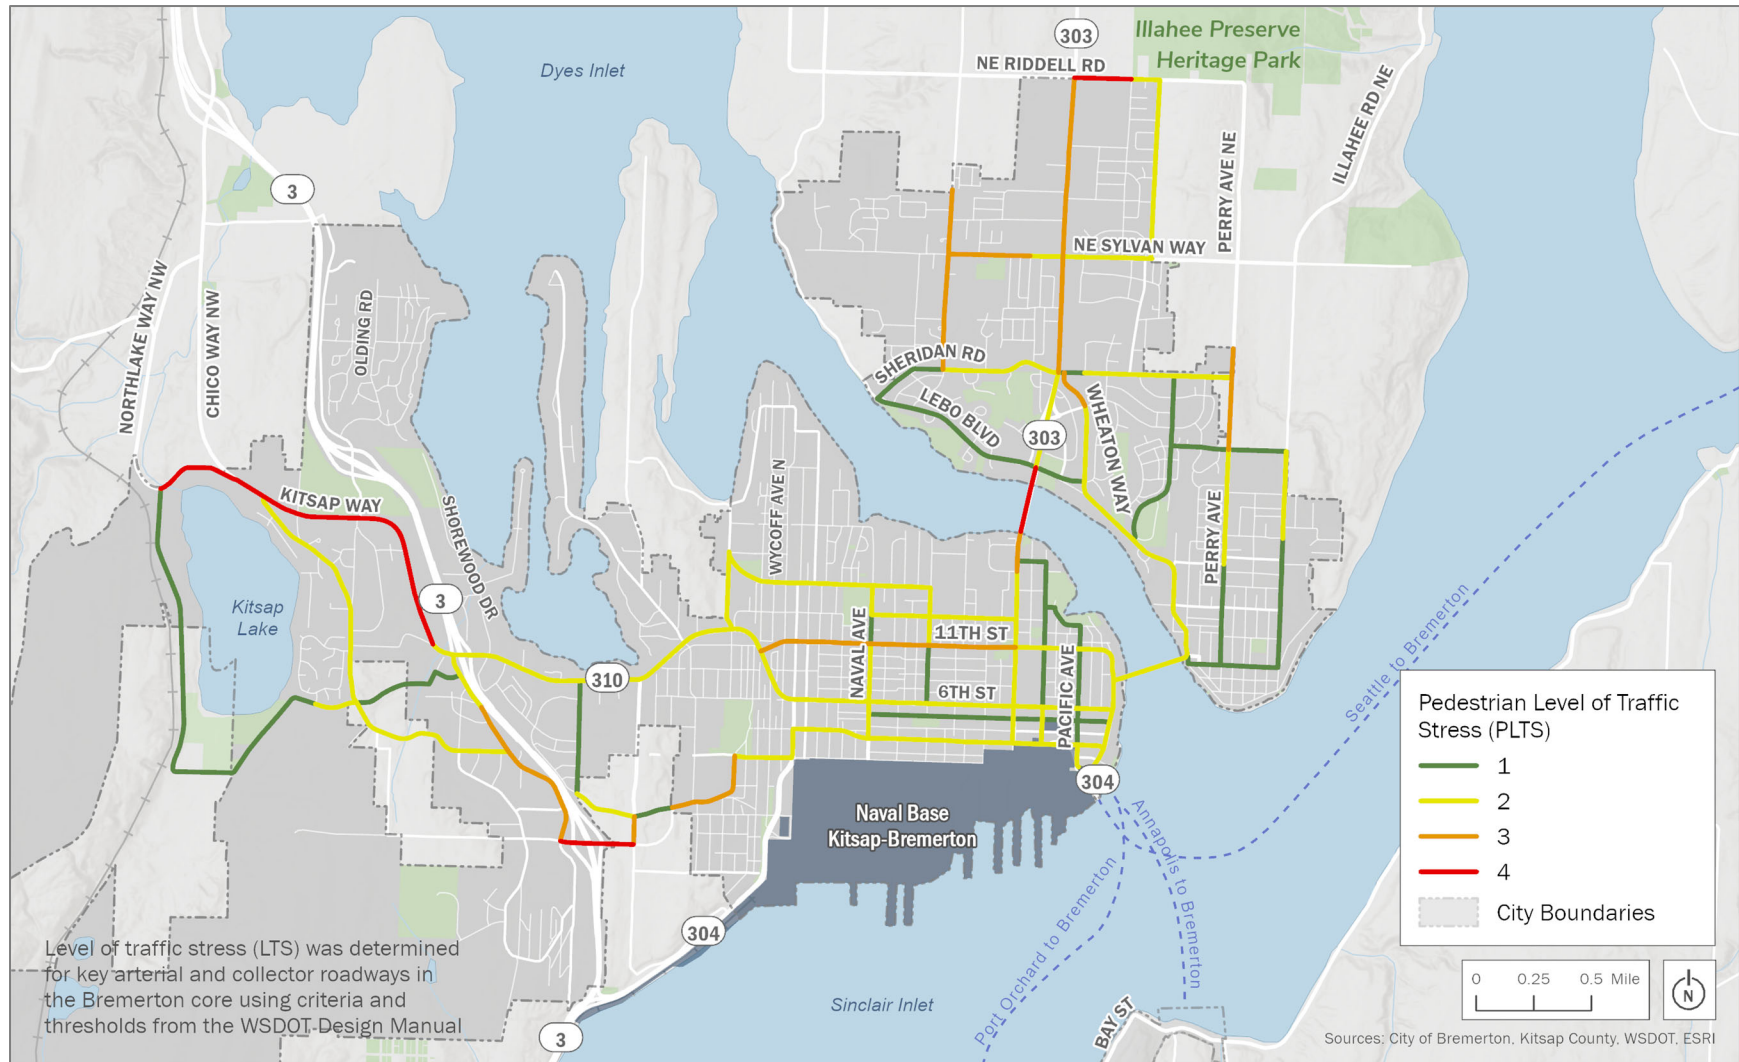 303
Illahee Preserve
Heritage Park
NE RIDDELL RD
Dyes Inlet
ILLAHEE RD NE
PERRY AVE NE
3
NE SYLVAN WAY
NORTHLAKE WAY NW
CHICO WAY NW
OLDING RD
SHERIDAN RD
LEBO BLVD
WHEATON WAY
303
KITSAP WAY
SHOREWOOD DR
WYCOFF AVE N
PERRY AVE
3
Kitsap
Lake
NAVAL AVE
11TH ST
PACIFIC AVE
310
6TH ST
Seattle to Bremerton
304
Naval Base
Kitsap-Bremerton
Annapolis to Bremerton
Port Orchard to Bremerton
304
Sinclair Inlet
3
BAY ST
Pedestrian Level of Traffic
Stress (PLTS)
1
2
3
4
City Boundaries
Level of traffic stress (LTS) was determined
for key arterial and collector roadways in
the Bremerton core using criteria and
thresholds from the WSDOT Design Manual
0 0.25 0.5 Mile
N
Sources: City of Bremerton, Kitsap County, WSDOT, ESRI